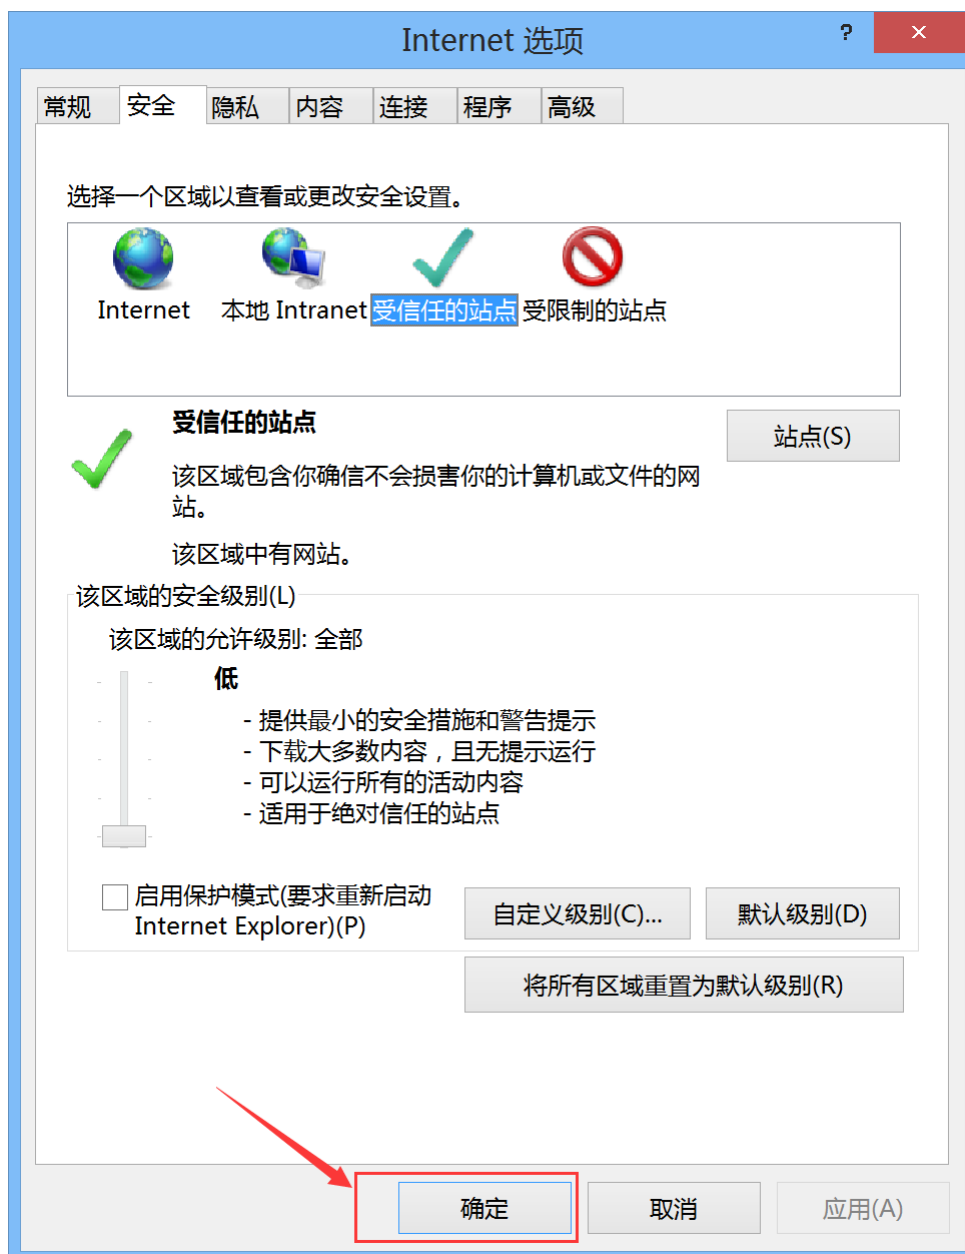 Internet 选项
?
常规 安全 隐私 内容 连接 程序 高级
选择一个区域以查看或更改安全设置。
Internet 本地 Intranet 受信任的站点 受限制的站点
受信任的站点
站点(S)
该区域包含你确信不会损害你的计算机或文件的网
站。
该区域中有网站。
该区域的安全级别(L)
该区域的允许级别: 全部
低
- 提供最小的安全措施和警告提示
- 下载大多数内容，且无提示运行
- 可以运行所有的活动内容
- 适用于绝对信任的站点
启用保护模式(要求重新启动
Internet Explorer)(P)
自定义级别(C)... 默认级别(D)
将所有区域重置为默认级别(R)
确定 取消 应用(A)